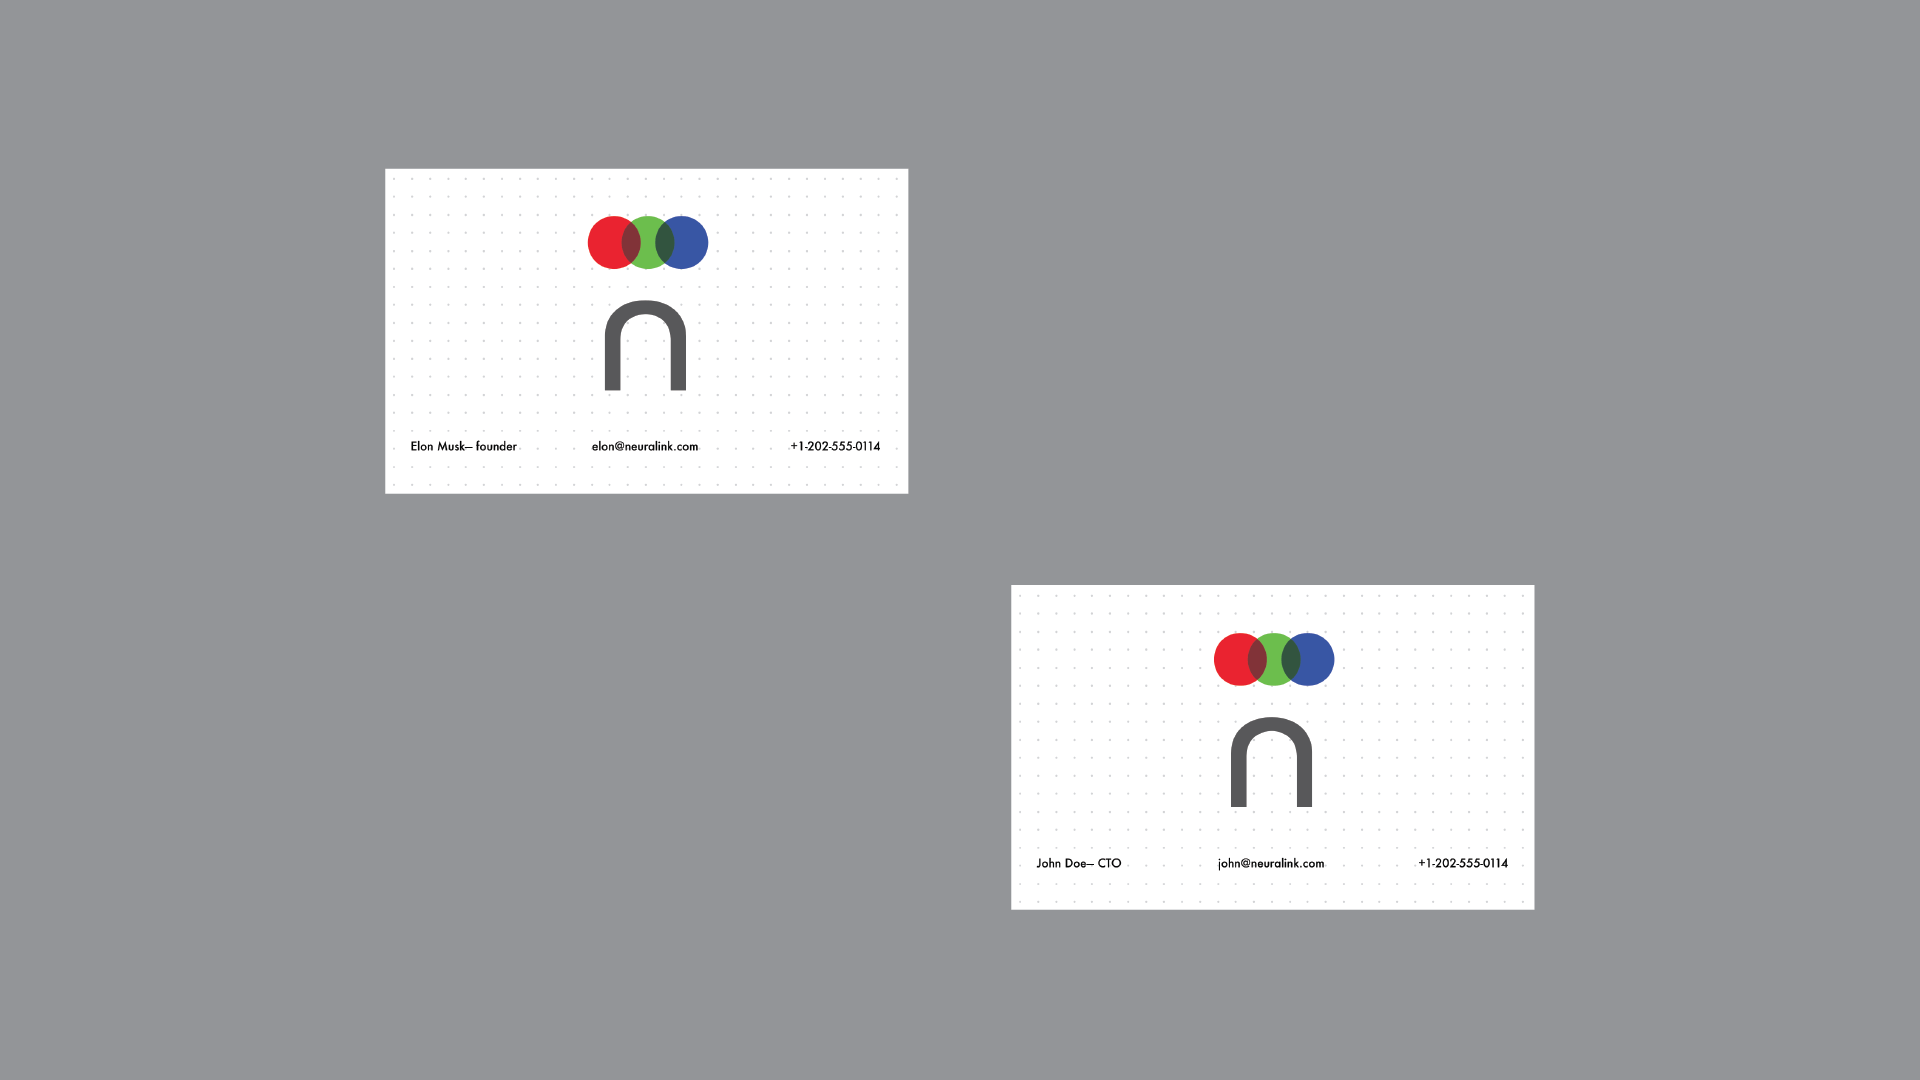 n
Elon Musk– founder elon@neuralink.com +1-202-555-0114
n
John Doe– CTO john@neuralink.com +1-202-555-0114